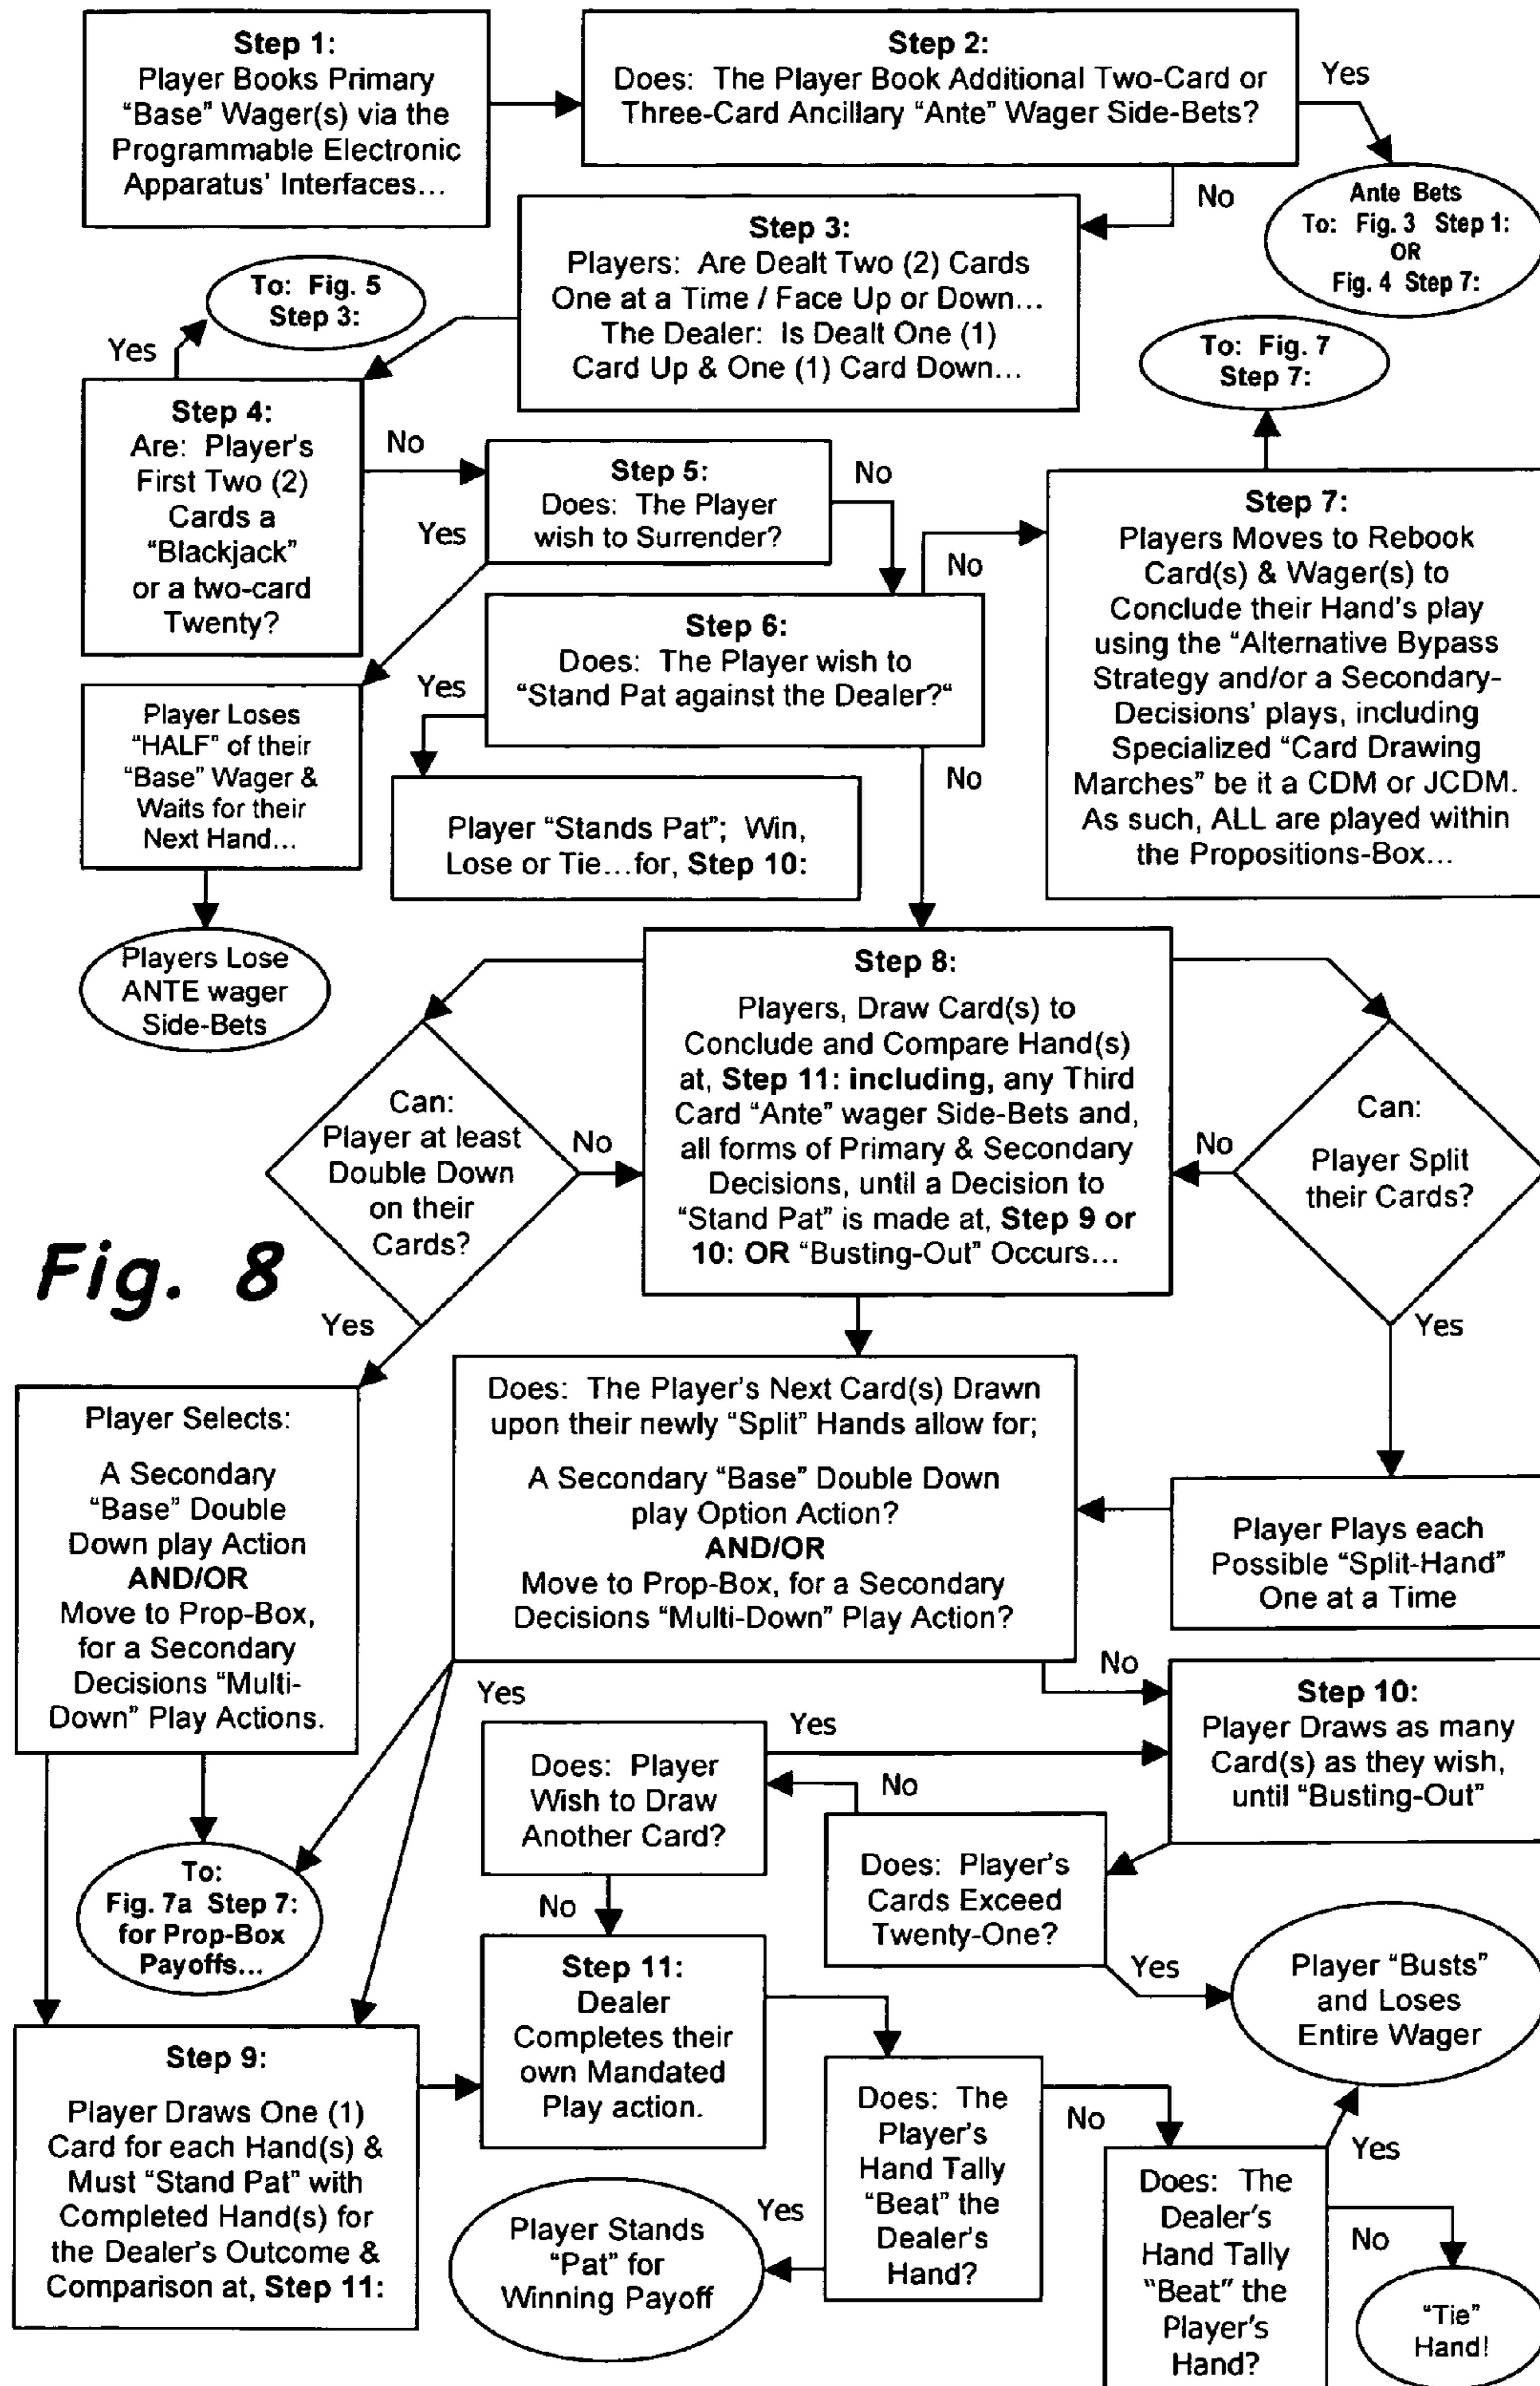 Step 1:
Player Books Primary
“Base” Wager(s) via the
Programmable Electronic
Apparatus’ Interfaces...
Step 2:
Does: The Player Book Additional Two-Card or
Three-Card Ancillary “Ante” Wager Side-Bets?
Yes
Ante Bets
To: Fig. 3 Step 1:
OR
Fig. 4 Step 7:
No
Step 3:
Players: Are Dealt Two (2) Cards
One at a Time / Face Up or Down...
The Dealer: Is Dealt One (1)
Card Up & One (1) Card Down...
To: Fig. 5
Step 3:
Yes
Step 4:
Are: Player's
First Two (2)
Cards a
“Blackjack”
or a two-card
Twenty?
No
Step 5:
Does: The Player
wish to Surrender?
Yes
No
Player Loses
“HALF” of their
“Base” Wager &
Waits for their
Next Hand...
Players Lose
ANTE wager
Side-Bets
Step 6:
Does: The Player wish to
“Stand Pat against the Dealer?“
Yes
No
No
Player “Stands Pat”; Win,
Lose or Tie...for, Step 10:
To: Fig. 7
Step 7:
Step 7:
Players Moves to Rebook
Card(s) & Wager(s) to
Conclude their Hand's play
using the “Alternative Bypass
Strategy and/or a Secondary-
Decisions’ plays, including
Specialized “Card Drawing
Marches” be it a CDM or JCDM.
As such, ALL are played within
the Propositions-Box...
Step 8:
Players, Draw Card(s) to
Conclude and Compare Hand(s)
at, Step 11: including, any Third
Card “Ante” wager Side-Bets and,
all forms of Primary & Secondary
Decisions, until a Decision to
“Stand Pat” is made at, Step 9 or
10: OR “Busting-Out” Occurs...
Can:
Player at least
Double Down
on their
Cards?
No
Yes
Can:
Player Split
their Cards?
No
Yes
Fig. 8
Player Selects:
A Secondary
“Base” Double
Down play Action
AND/OR
Move to Prop-Box,
for a Secondary
Decisions “Multi-
Down” Play Actions.
Does: The Player's Next Card(s) Drawn
upon their newly “Split” Hands allow for;
A Secondary “Base” Double Down
play Option Action?
AND/OR
Move to Prop-Box, for a Secondary
Decisions “Multi-Down” Play Action?
Player Plays each
Possible “Split-Hand”
One at a Time
Yes
No
Step 10:
Player Draws as many
Card(s) as they wish,
until “Busting-Out”
Does: Player
Wish to Draw
Another Card?
Yes
No
No
Does: Player's
Cards Exceed
Twenty-One?
Yes
Player “Busts”
and Loses
Entire Wager
To:
Fig. 7a Step 7:
for Prop-Box
Payoffs...
Step 9:
Player Draws One (1)
Card for each Hand(s) &
Must “Stand Pat” with
Completed Hand(s) for
the Dealer's Outcome &
Comparison at, Step 11:
Step 11:
Dealer
Completes their
own Mandated
Play action.
Does: The
Player's
Hand Tally
“Beat” the
Dealer's
Hand?
Yes
No
Player Stands
“Pat” for
Winning Payoff
Does: The
Dealer's
Hand Tally
“Beat” the
Player's
Hand?
Yes
No
“Tie”
Hand!